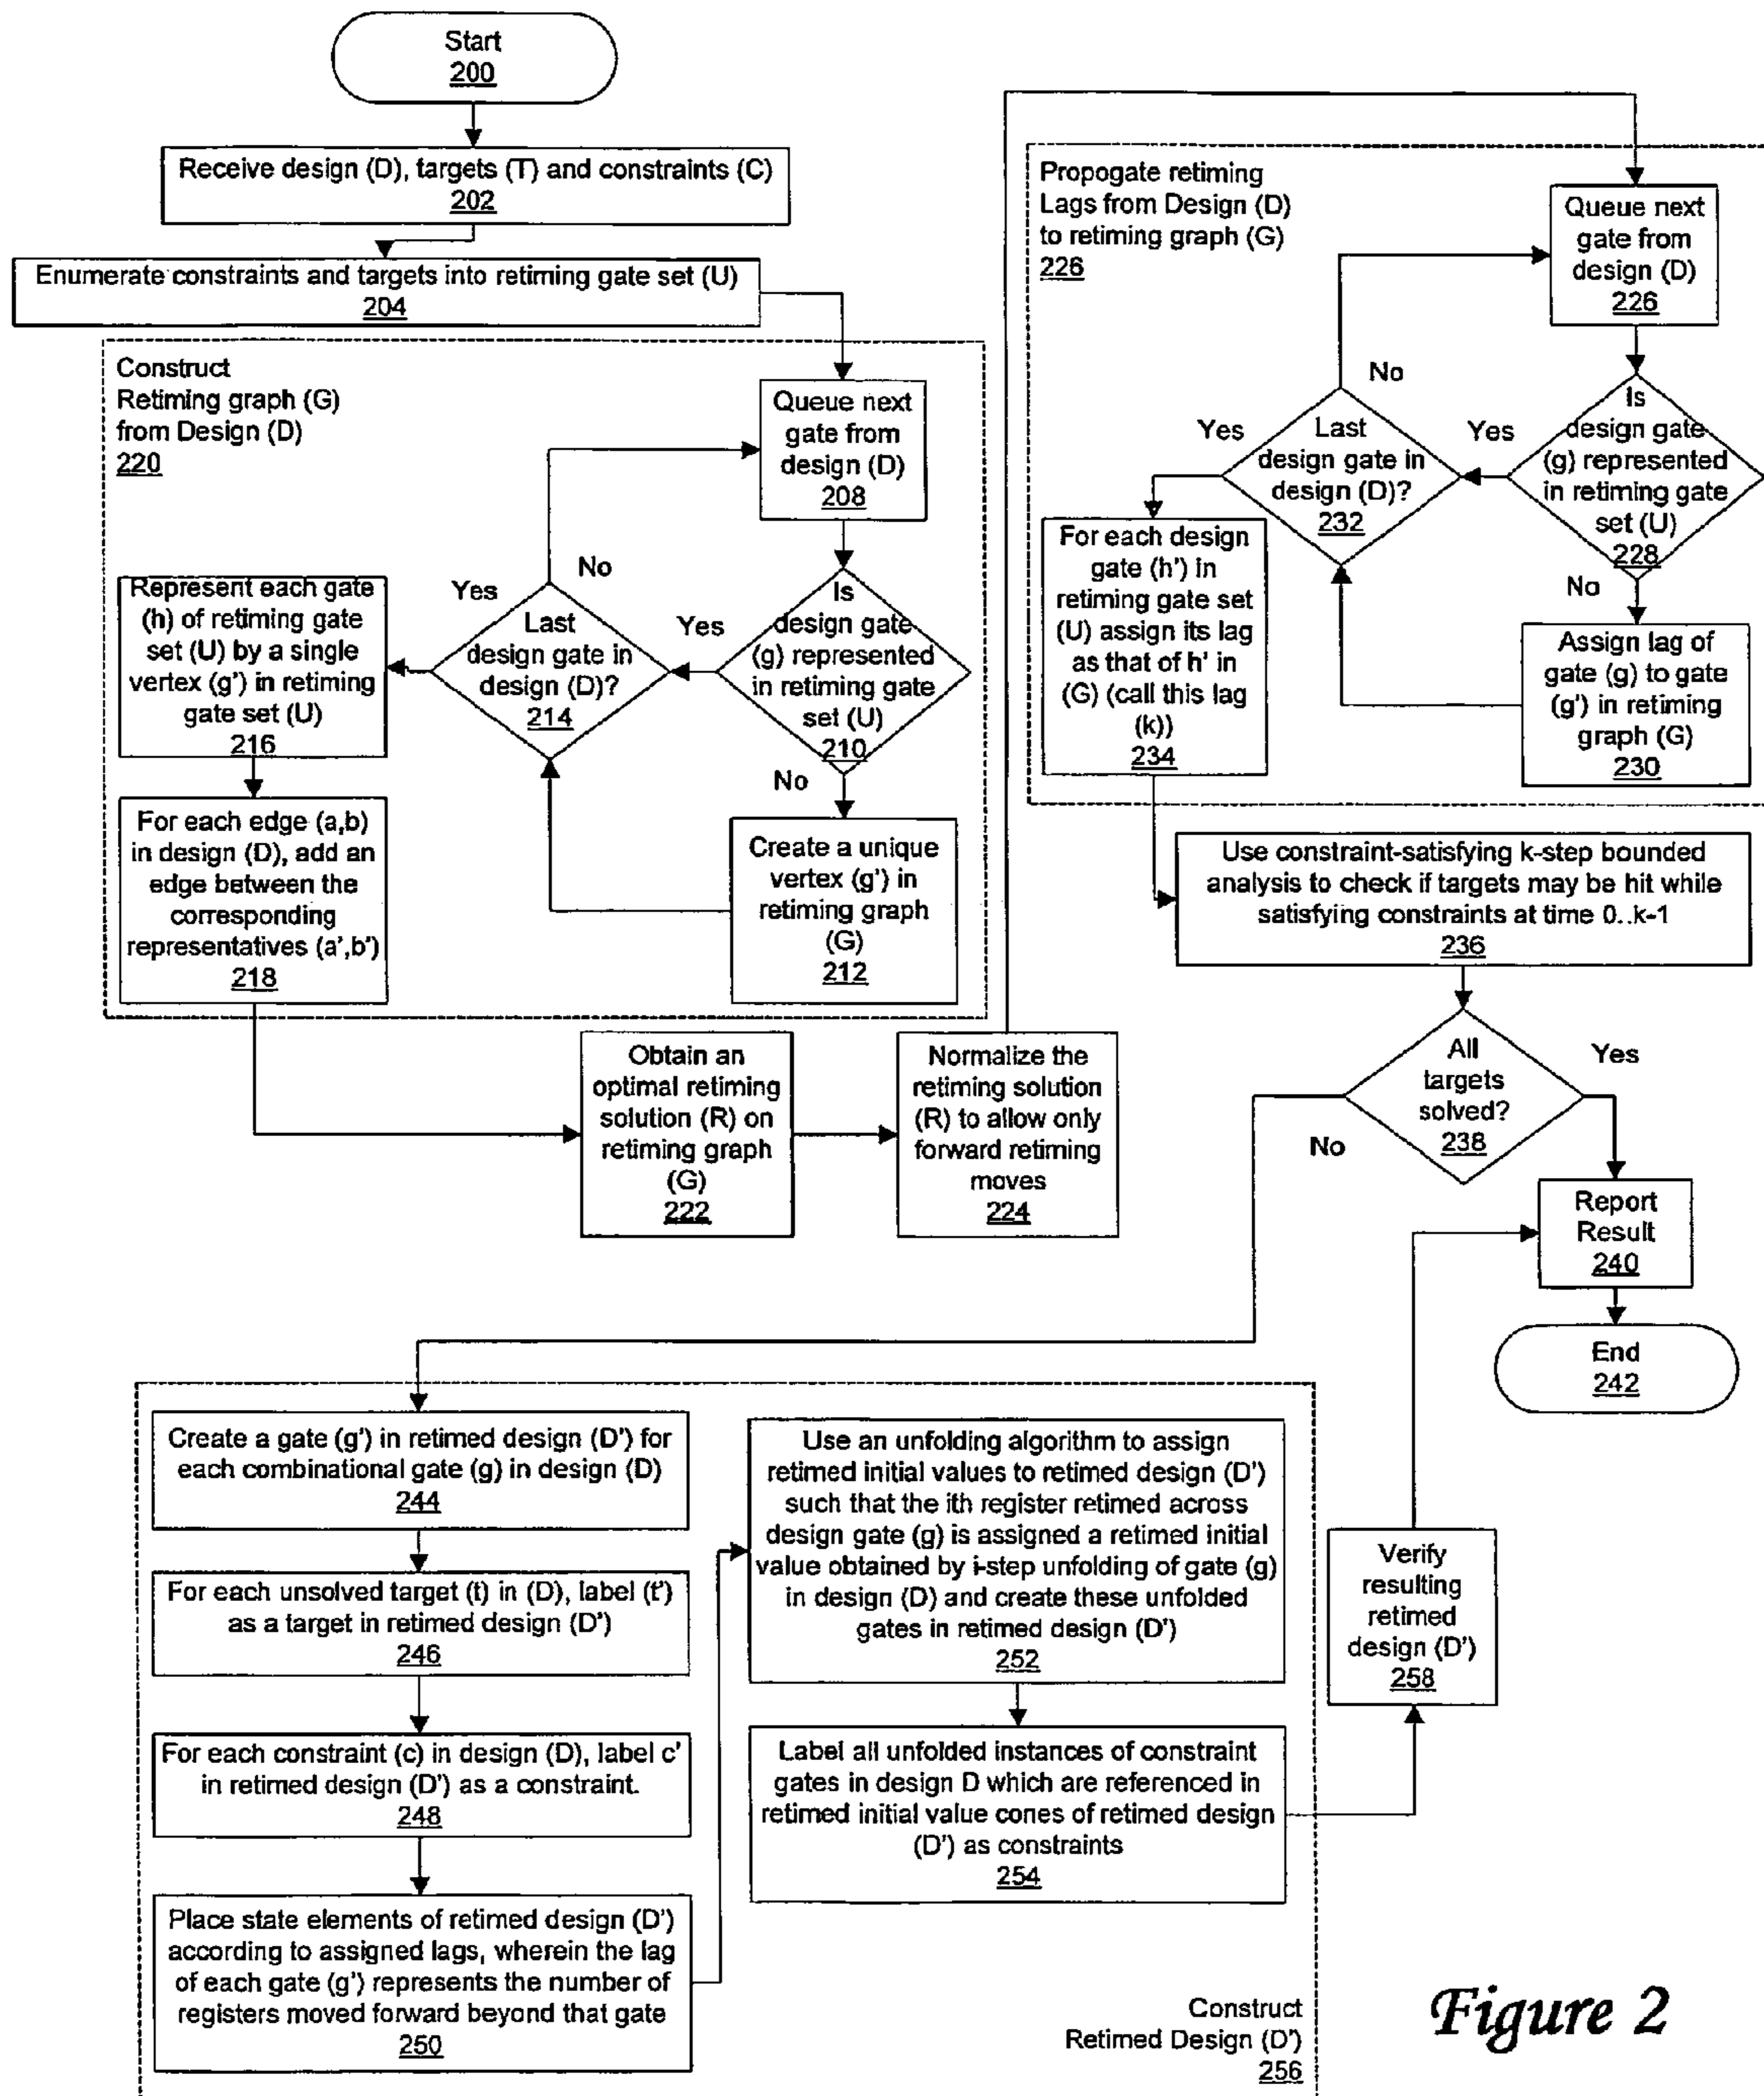 Start
200
Receive design (D), targets (T) and constraints (C)
202
Enumerate constraints and targets into retiming gate set (U)
204
Construct
Retiming graph (G)
from Design (D)
220
Queue next
gate from
design (D)
208
Is
design gate
(g) represented
in retiming gate
set (U)
210
Yes
No
Last
design gate in
design (D)?
214
Yes
No
Create a unique
vertex (g') in
retiming graph
(G)
212
Represent each gate
(h) of retiming gate
set (U) by a single
vertex (g') in retiming
gate set (U)
216
For each edge (a,b)
in design (D), add an
edge between the
corresponding
representatives (a',b')
218
Obtain an
optimal retiming
solution (R) on
retiming graph
(G)
222
Normalize the
retiming solution
(R) to allow only
forward retiming
moves
224
Propogate retiming
Lags from Design (D)
to retiming graph (G)
226
Queue next
gate from
design (D)
226
Is
design gate
(g) represented
in retiming gate
set (U)
228
Yes
No
Last
design gate in
design (D)?
232
Yes
No
Assign lag of
gate (g) to gate
(g') in retiming
graph (G)
230
For each design
gate (h') in
retiming gate set
(U) assign its lag
as that of h' in
(G) (call this lag
(k))
234
Use constraint-satisfying k-step bounded
analysis to check if targets may be hit while
satisfying constraints at time 0..k-1
236
All
targets
solved?
238
Yes
No
Report
Result
240
End
242
Create a gate (g') in retimed design (D') for
each combinational gate (g) in design (D)
244
For each unsolved target (t) in (D), label (t')
as a target in retimed design (D')
246
For each constraint (c) in design (D), label c'
in retimed design (D') as a constraint.
248
Place state elements of retimed design (D')
according to assigned lags, wherein the lag
of each gate (g') represents the number of
registers moved forward beyond that gate
250
Use an unfolding algorithm to assign
retimed initial values to retimed design (D')
such that the ith register retimed across
design gate (g) is assigned a retimed initial
value obtained by i-step unfolding of gate (g)
in design (D) and create these unfolded
gates in retimed design (D')
252
Label all unfolded instances of constraint
gates in design D which are referenced in
retimed initial value cones of retimed design
(D') as constraints
254
Verify
resulting
retimed
design (D')
258
Construct
Retimed Design (D')
256
Figure 2